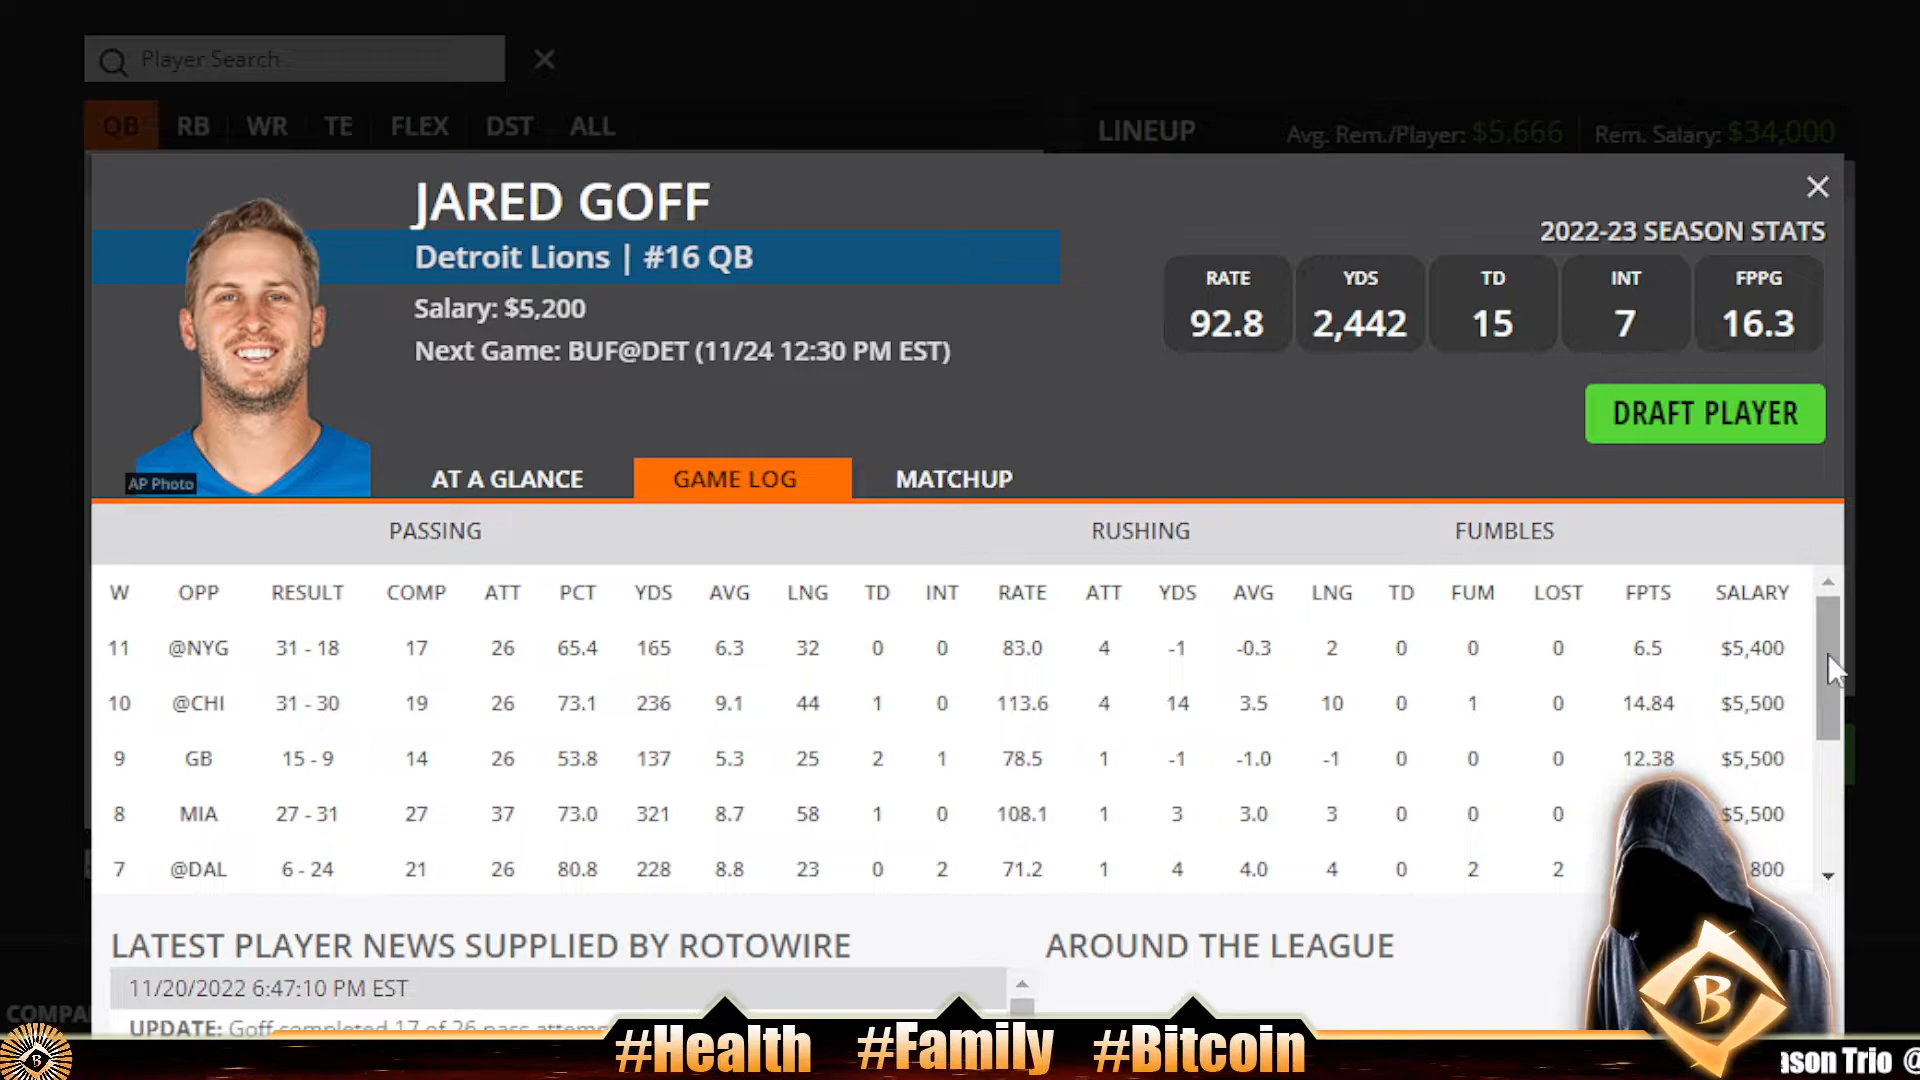 Player Search
QB RB WR TE FLEX DST ALL
LINEUP Avg. Rem./Player: $5,666 Rem. Salary: $34,000
JARED GOFF
Detroit Lions | #16 QB
Salary: $5,200
Next Game: BUF@DET (11/24 12:30 PM EST)
2022-23 SEASON STATS
RATE YDS TD INT FPPG
92.8 2,442 15 7 16.3
DRAFT PLAYER
AP Photo
AT A GLANCE GAME LOG MATCHUP
PASSING RUSHING FUMBLES
W OPP RESULT COMP ATT PCT YDS AVG LNG TD INT RATE ATT YDS AVG LNG TD FUM LOST FPTS SALARY
11 @NYG 31 - 18 17 26 65.4 165 6.3 32 0 0 83.0 4 -1 -0.3 2 0 0 0 6.5 $5,400
10 @CHI 31 - 30 19 26 73.1 236 9.1 44 1 0 113.6 4 14 3.5 10 0 1 0 14.84 $5,500
9 GB 15 - 9 14 26 53.8 137 5.3 25 2 1 78.5 1 -1 -1.0 -1 0 0 0 12.38 $5,500
8 MIA 27 - 31 27 37 73.0 321 8.7 58 1 0 108.1 1 3 3.0 3 0 0 0 $5,500
7 @DAL 6 - 24 21 26 80.8 228 8.8 23 0 2 71.2 1 4 4.0 4 0 2 2 800
LATEST PLAYER NEWS SUPPLIED BY ROTOWIRE
AROUND THE LEAGUE
11/20/2022 6:47:10 PM EST
UPDATE: Goff completed 17 of 26 pass
COMPA
#Health #Family #Bitcoin
B
B
ason Trio @